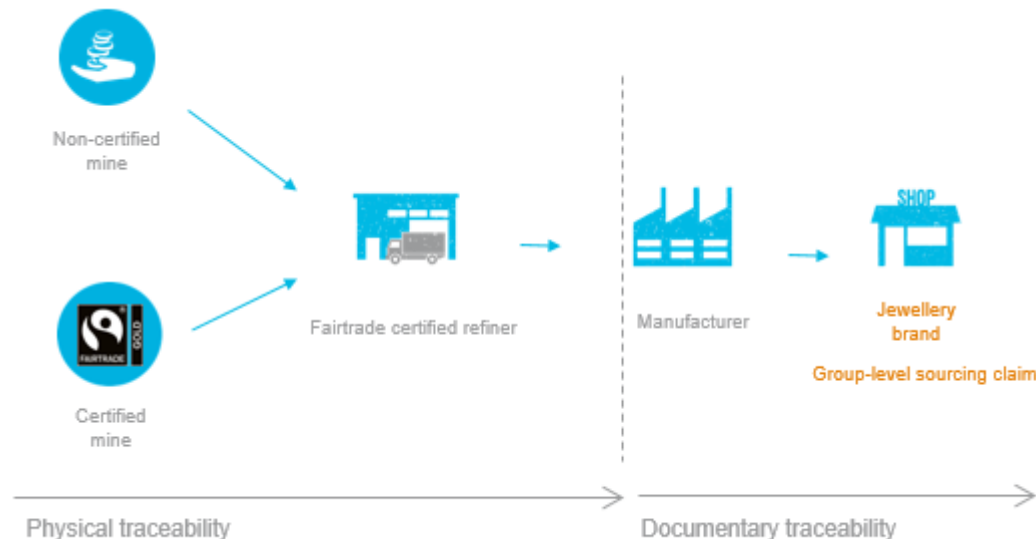 Non-certified
mine
FAIRTRADE
GOLD
Certified
mine
Fairtrade certified refiner
Manufacturer
SHOP
Jewellery
brand
Group-level sourcing claim
Physical traceability
Documentary traceability